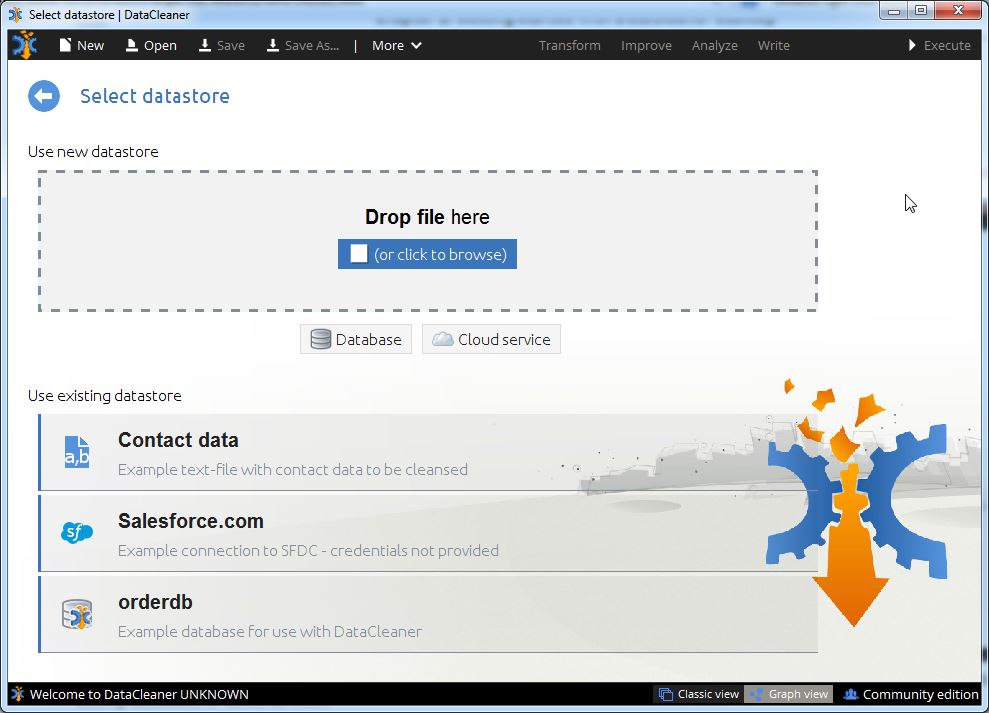 Select datastore | DataCleaner
New Open Save Save As... | More Transform Improve Analyze Write Execute
Select datastore
Use new datastore
Drop file here
(or click to browse)
Database Cloud service
Use existing datastore
a,b
Contact data
Example text-file with contact data to be cleansed
sf
Salesforce.com
Example connection to SFDC - credentials not provided
orderdb
Example database for use with DataCleaner
Welcome to DataCleaner UNKNOWN Classic view Graph view Community edition